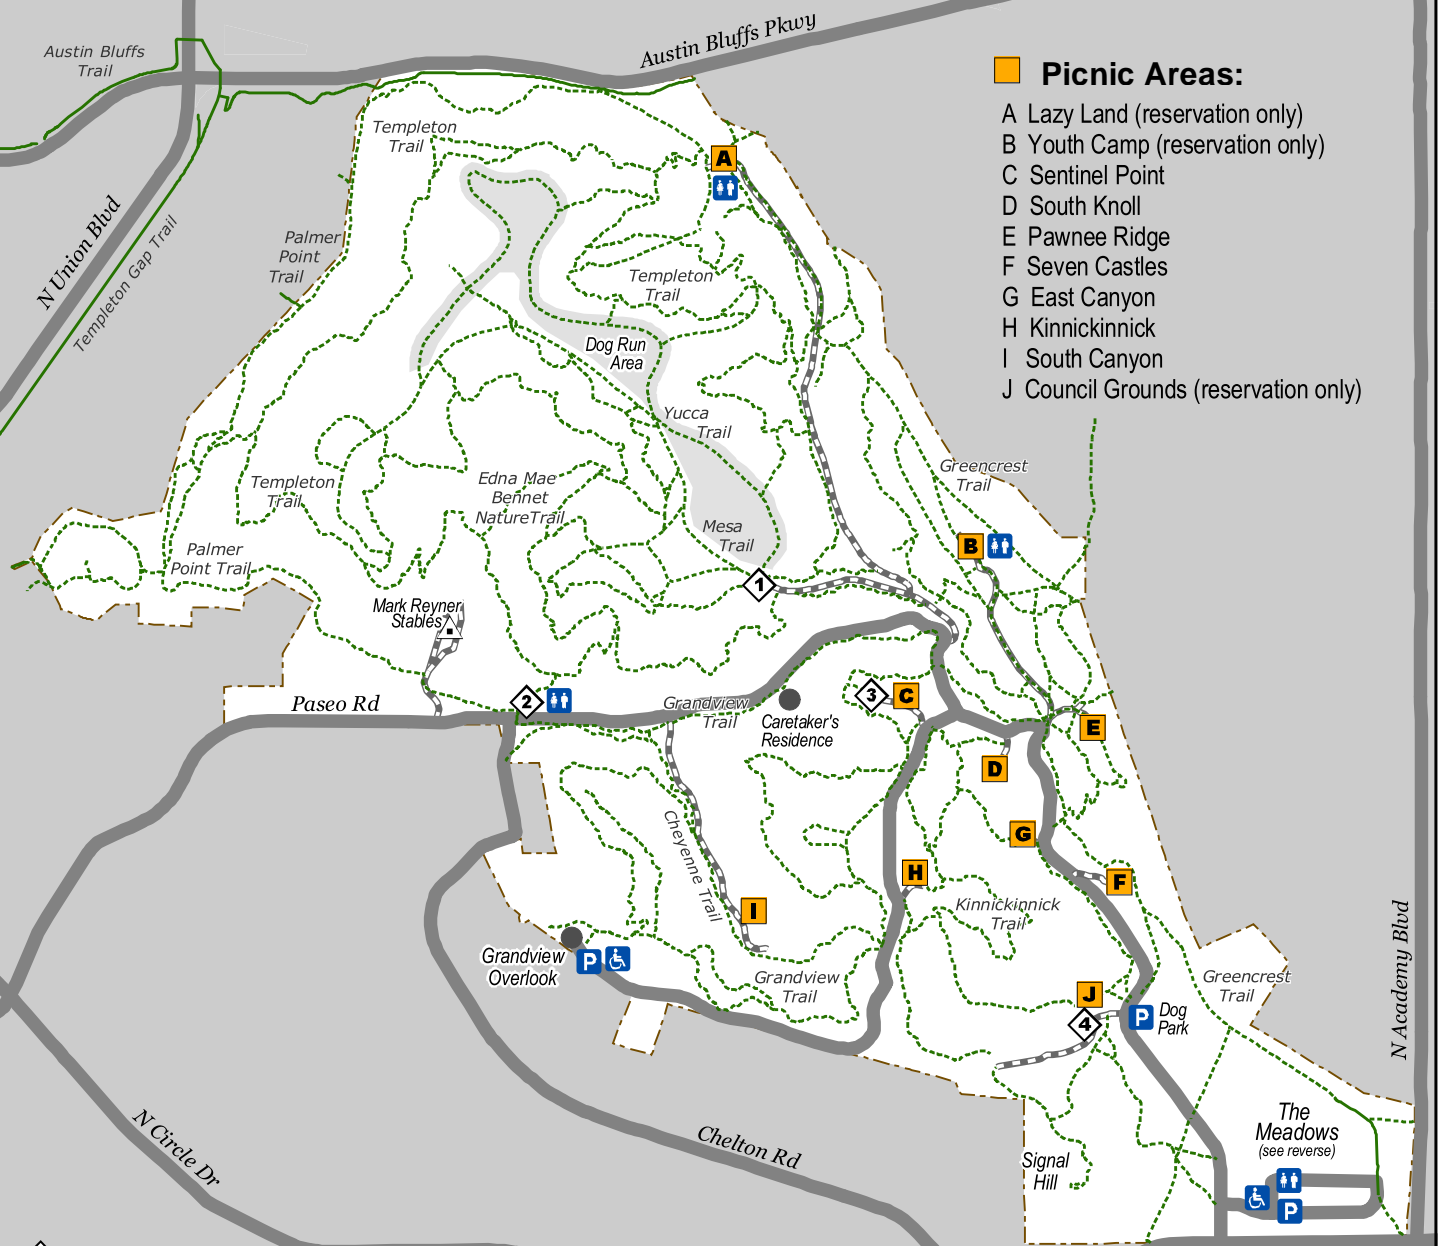 Austin Bluffs Pkwy
Austin Bluffs
Trail
Picnic Areas:
A Lazy Land (reservation only)
B Youth Camp (reservation only)
C Sentinel Point
D South Knoll
E Pawnee Ridge
F Seven Castles
G East Canyon
H Kinnickinnick
I South Canyon
J Council Grounds (reservation only)
Templeton
Trail
A
N Union Blvd
Templeton Gap Trail
Palmer
Point
Trail
Templeton
Trail
Dog Run
Area
Yucca
Trail
Greencrest
Trail
Templeton
Trail
Edna Mae
Bennet
NatureTrail
Mesa
Trail
B
Palmer
Point Trail
1
Mark Reyner
Stables
Paseo Rd
2
Grandview
Trail
3
C
Caretaker's
Residence
E
D
Cheyenne Trail
G
H
F
I
Kinnickinnick
Trail
Grandview
Overlook
P
Grandview
Trail
J
4
P
Dog
Park
Greencrest
Trail
N Academy Blvd
N Circle Dr
Chelton Rd
Signal
Hill
The
Meadows
(see reverse)
P